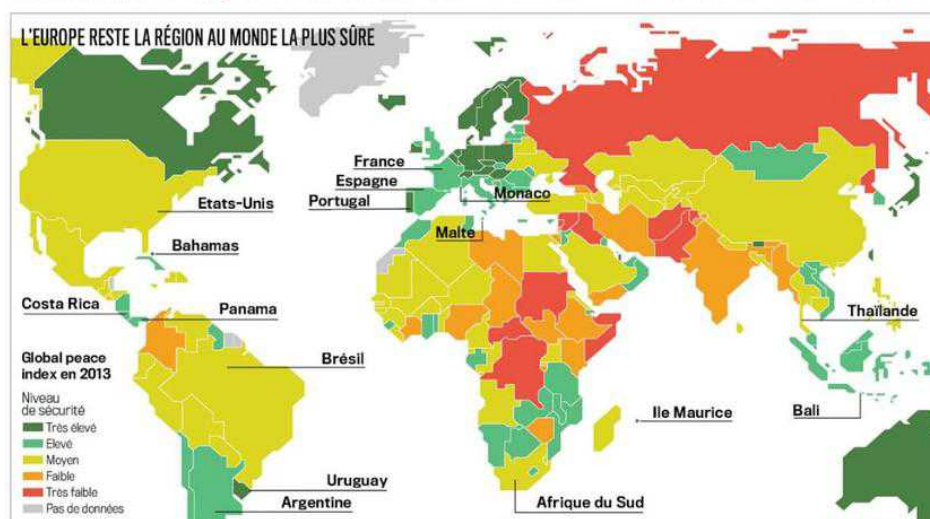 L'EUROPE RESTE LA RÉGION AU MONDE LA PLUS SÛRE
France
Espagne
Monaco
Portugal
Etats-Unis
Malte
Bahamas
Costa Rica
Panama
Thaïlande
Brésil
Global peace
index en 2013
Niveau
de sécurité
Très élevé
Elevé
Moyen
Faible
Très faible
Pas de données
Ile Maurice
Bali
Uruguay
Argentine
Afrique du Sud